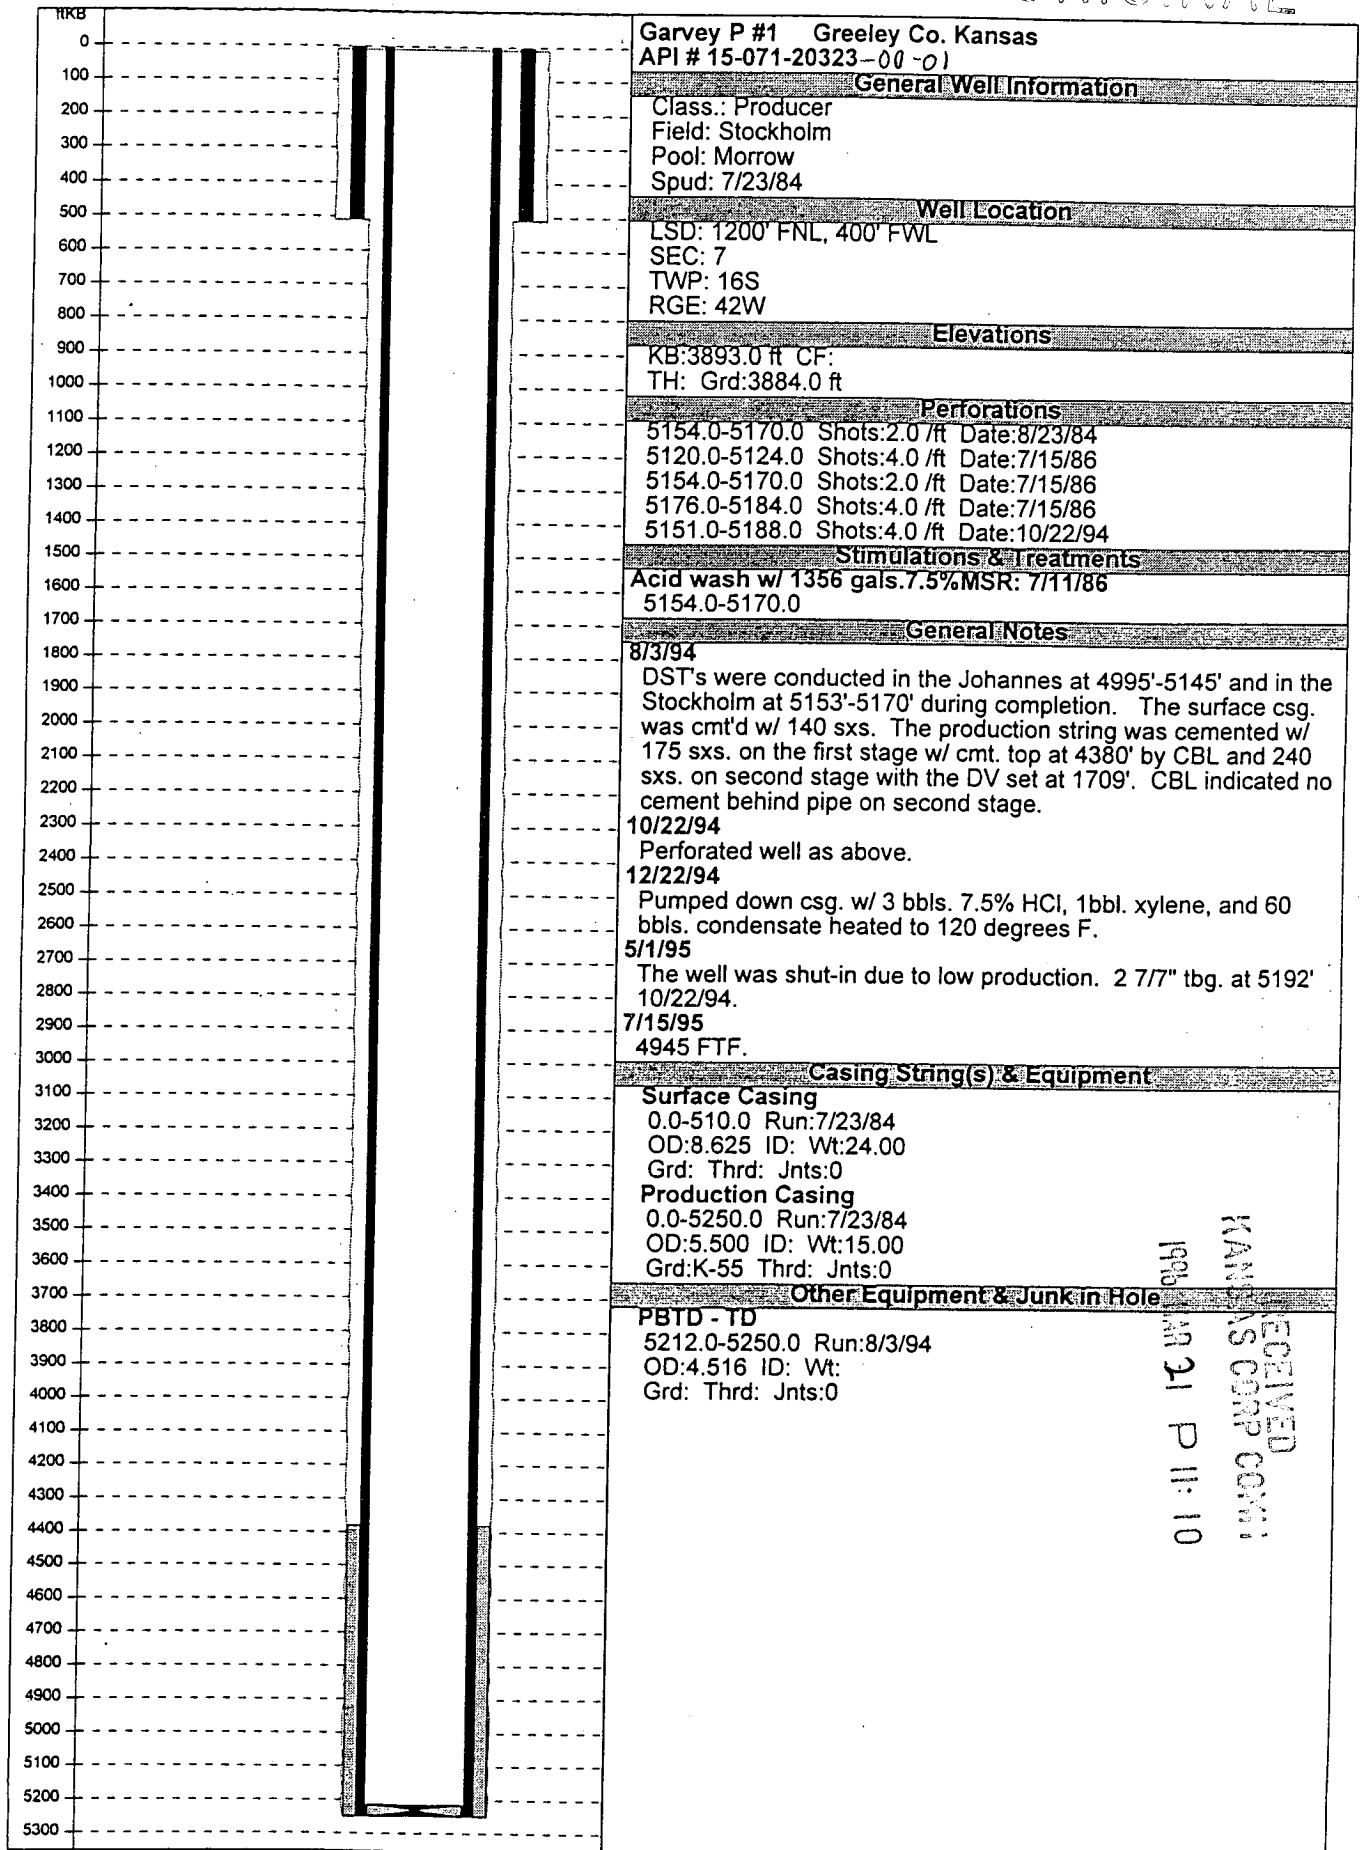 ftKB
0
100
200
300
400
500
600
700
800
900
1000
1100
1200
1300
1400
1500
1600
1700
1800
1900
2000
2100
2200
2300
2400
2500
2600
2700
2800
2900
3000
3100
3200
3300
3400
3500
3600
3700
3800
3900
4000
4100
4200
4300
4400
4500
4600
4700
4800
4900
5000
5100
5200
5300
Garvey P #1 Greeley Co. Kansas
API # 15-071-20323-00-01
General Well Information
Class.: Producer
Field: Stockholm
Pool: Morrow
Spud: 7/23/84
Well Location
LSD: 1200' FNL, 400' FWL
SEC: 7
TWP: 16S
RGE: 42W
Elevations
KB:3893.0 ft CF:
TH: Grd:3884.0 ft
Perforations
5154.0-5170.0 Shots:2.0 /ft Date:8/23/84
5120.0-5124.0 Shots:4.0 /ft Date:7/15/86
5154.0-5170.0 Shots:2.0 /ft Date:7/15/86
5176.0-5184.0 Shots:4.0 /ft Date:7/15/86
5151.0-5188.0 Shots:4.0 /ft Date:10/22/94
Stimulations & Treatments
Acid wash w/ 1356 gals.7.5%MSR: 7/11/86
5154.0-5170.0
General Notes
8/3/94
DST's were conducted in the Johannes at 4995'-5145' and in the
Stockholm at 5153'-5170' during completion. The surface csg.
was cmt'd w/ 140 sxs. The production string was cemented w/
175 sxs. on the first stage w/ cmt. top at 4380' by CBL and 240
sxs. on second stage with the DV set at 1709'. CBL indicated no
cement behind pipe on second stage.
10/22/94
Perforated well as above.
12/22/94
Pumped down csg. w/ 3 bbls. 7.5% HCl, 1bbl. xylene, and 60
bbls. condensate heated to 120 degrees F.
5/1/95
The well was shut-in due to low production. 2 7/7" tbg. at 5192'
10/22/94.
7/15/95
4945 FTF.
Casing String(s) & Equipment
Surface Casing
0.0-510.0 Run:7/23/84
OD:8.625 ID: Wt:24.00
Grd: Thrd: Jnts:0
Production Casing
0.0-5250.0 Run:7/23/84
OD:5.500 ID: Wt:15.00
Grd:K-55 Thrd: Jnts:0
Other Equipment & Junk in Hole
PBTD - TD
5212.0-5250.0 Run:8/3/94
OD:4.516 ID: Wt:
Grd: Thrd: Jnts:0
RECEIVED
KANSAS CORP COMM
MAR 21 P 11: 10